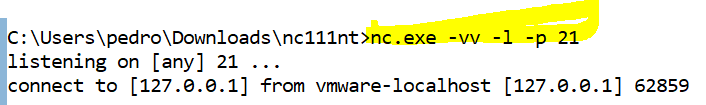 C:\Users\pedro\Downloads\nc111nt>nc.exe -vv -l -p 21
listening on [any] 21 ...
connect to [127.0.0.1] from vmware-localhost [127.0.0.1] 62859